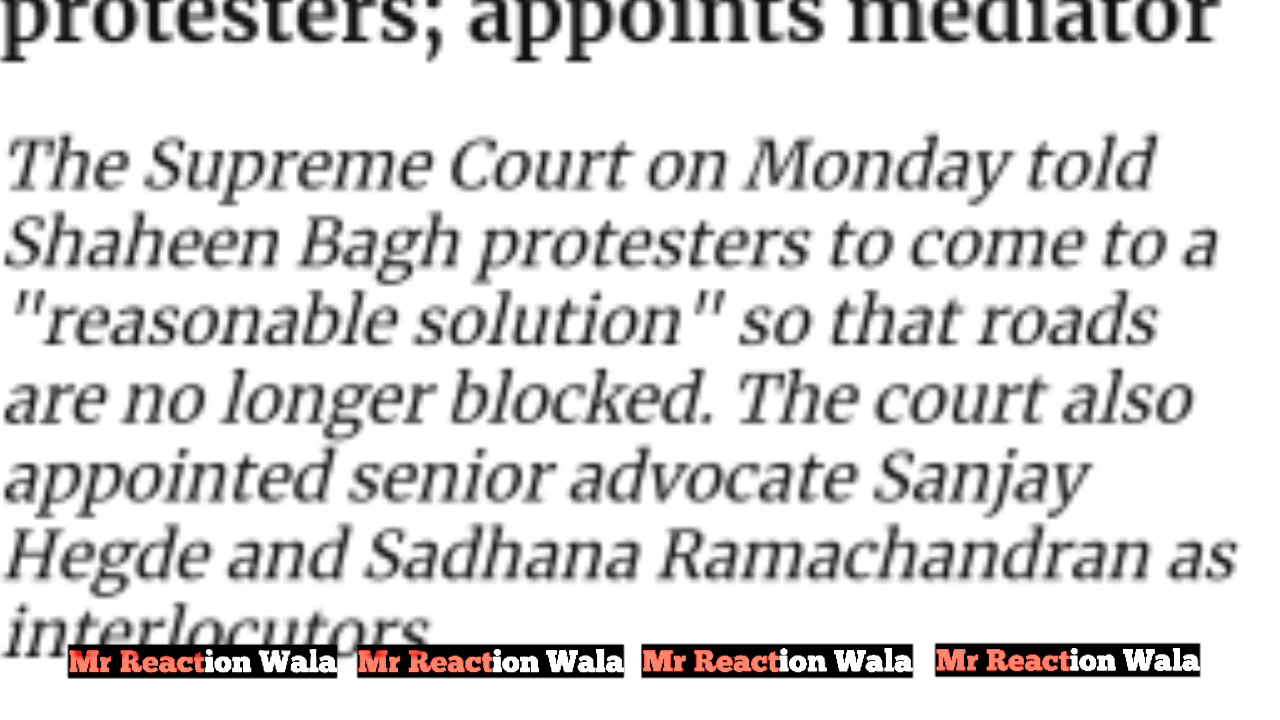 protesters; appoints mediator
The Supreme Court on Monday told
Shaheen Bagh protesters to come to a
"reasonable solution" so that roads
are no longer blocked. The court also
appointed senior advocate Sanjay
Hegde and Sadhana Ramachandran as
interlocutors
Mr Reaction Wala Mr Reaction Wala Mr Reaction Wala Mr Reaction Wala